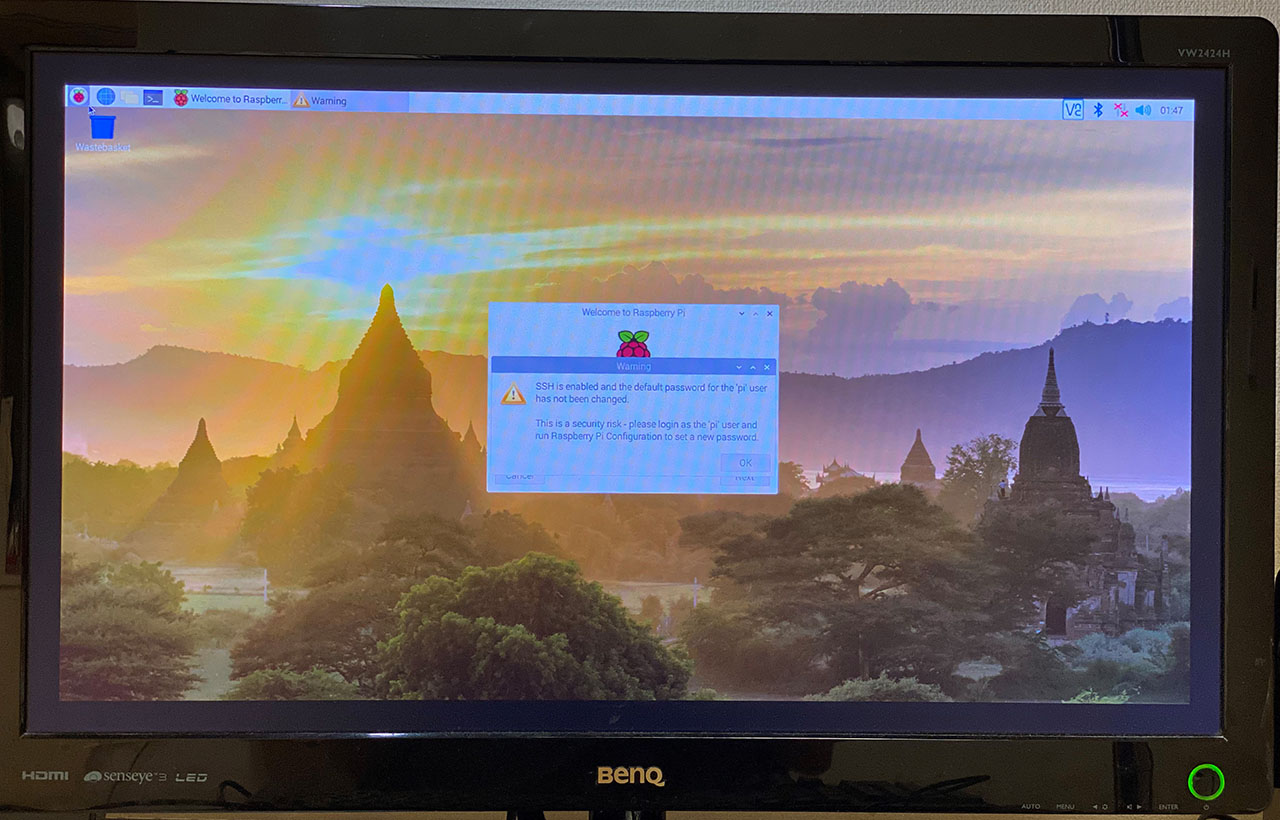 VW2424H
Welcome to Raspberr...
Warning
V2
01:47
Wastebasket
Welcome to Raspberry Pi
Warning
SSH is enabled and the default password for the 'pi' user
has not been changed.
This is a security risk - please login as the 'pi' user and
run Raspberry Pi Configuration to set a new password.
OK
Cancel
Next
HDMI senseye 3 LED
BenQ
AUTO MENU ENTER